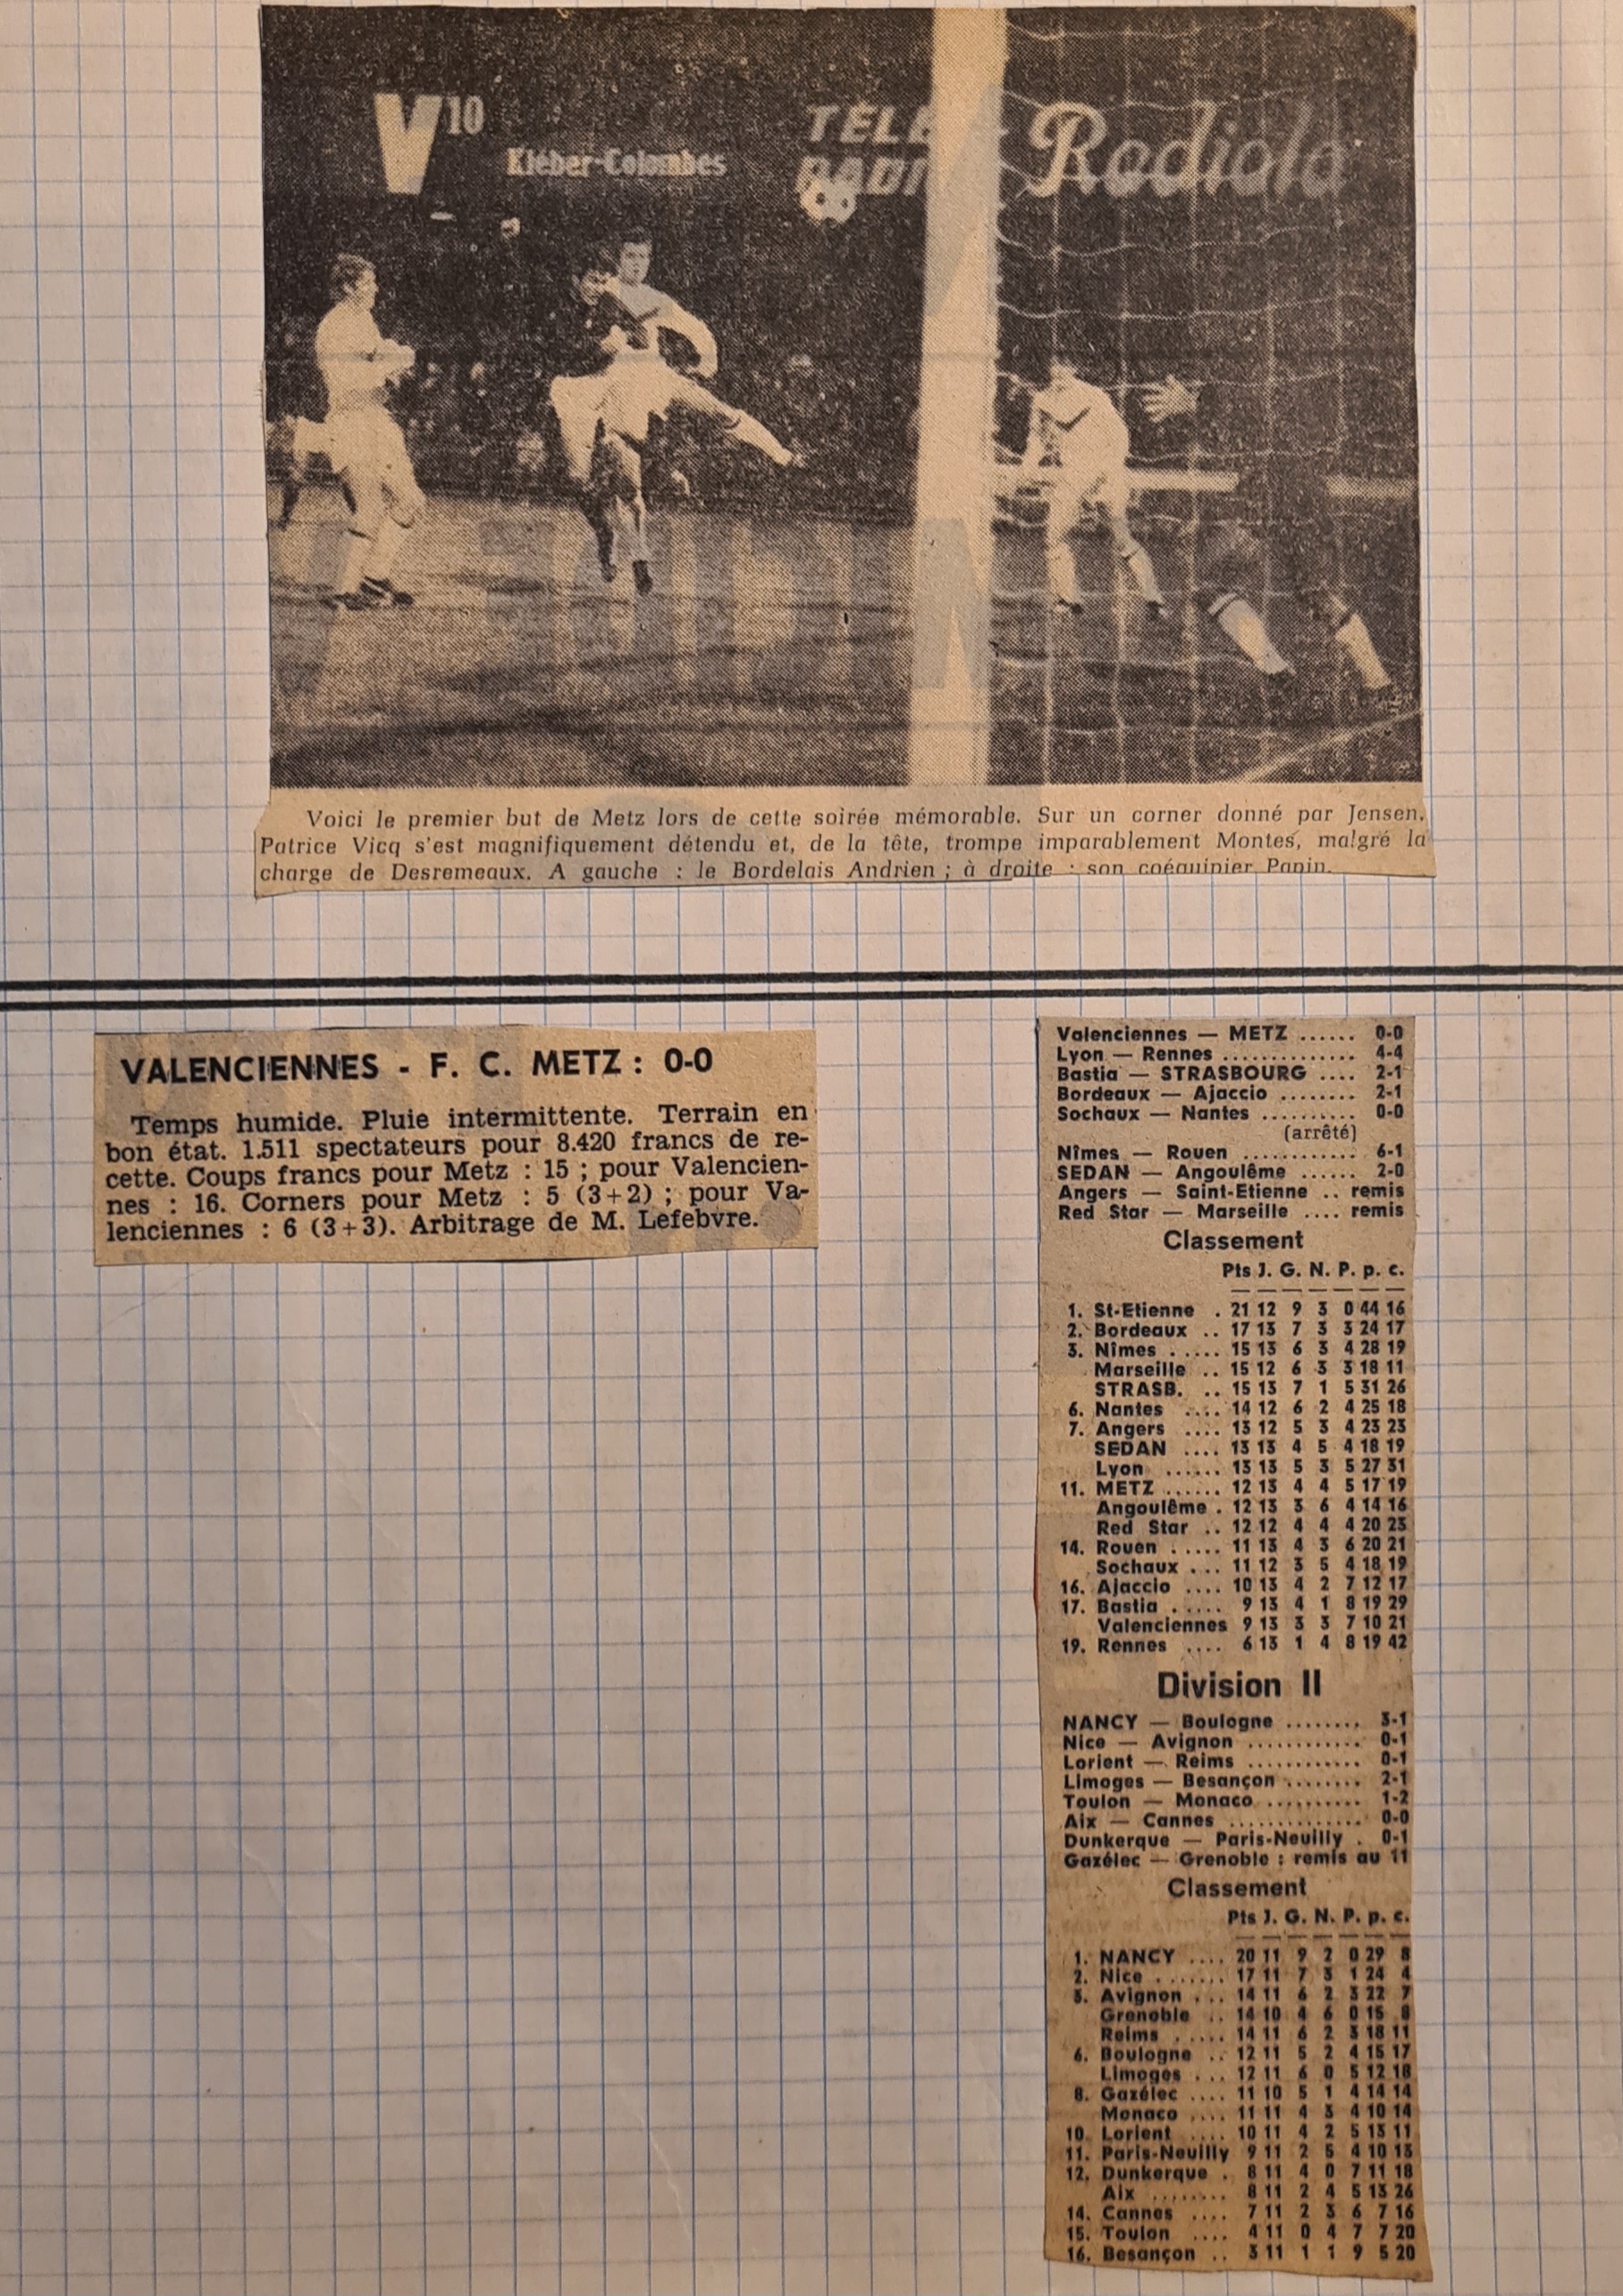 V10
Kléber-Colombes
TÉLÉ
RADIO
Radiola
Voici le premier but de Metz lors de cette soirée mémorable. Sur un corner donné par Jensen,
Patrice Vicq s'est magnifiquement détendu et, de la tête, trompe imparablement Montes, malgré la
charge de Desremeaux. A gauche : le Bordelais Andrien ; à droite : son coéquipier Papin.
VALENCIENNES - F. C. METZ : 0-0
Temps humide. Pluie intermittente. Terrain en
bon état. 1.511 spectateurs pour 8.420 francs de re-
cette. Coups francs pour Metz : 15 ; pour Valencien-
nes : 16. Corners pour Metz : 5 (3+2) ; pour Va-
lenciennes : 6 (3+3). Arbitrage de M. Lefebvre.
Valenciennes — METZ ...... 0-0
Lyon — Rennes ............. 4-4
Bastia — STRASBOURG .... 2-1
Bordeaux — Ajaccio ........ 2-1
Sochaux — Nantes .......... 0-0
(arrêté)
Nîmes — Rouen ............ 6-1
SEDAN — Angoulême ...... 2-0
Angers — Saint-Etienne .. remis
Red Star — Marseille .... remis
Classement
Pts J. G. N. P. p. c.
1. St-Etienne . 21 12 9 3 0 44 16
2. Bordeaux .. 17 13 7 3 3 24 17
3. Nîmes ..... 15 13 6 3 4 28 19
Marseille .. 15 12 6 3 3 18 11
STRASB. .. 15 13 7 1 5 31 26
6. Nantes .... 14 12 6 2 4 25 18
7. Angers .... 13 12 5 3 4 23 23
SEDAN .... 13 13 4 5 4 18 19
Lyon ...... 13 13 5 3 5 27 31
11. METZ ...... 12 13 4 4 5 17 19
Angoulême . 12 13 3 6 4 14 16
Red Star .. 12 12 4 4 4 20 23
14. Rouen ..... 11 13 4 3 6 20 21
Sochaux ... 11 12 3 5 4 18 19
16. Ajaccio .... 10 13 4 2 7 12 17
17. Bastia ..... 9 13 4 1 8 19 29
Valenciennes 9 13 3 3 7 10 21
19. Rennes .... 6 13 1 4 8 19 42
Division II
NANCY — Boulogne ........ 3-1
Nice — Avignon ............ 0-1
Lorient — Reims ............ 0-1
Limoges — Besançon ........ 2-1
Toulon — Monaco .......... 1-2
Aix — Cannes .............. 0-0
Dunkerque — Paris-Neuilly . 0-1
Gazélec — Grenoble : remis au 11
Classement
Pts J. G. N. P. p. c.
1. NANCY .... 20 11 9 2 0 29 8
2. Nice ....... 17 11 7 3 1 24 4
3. Avignon ... 14 11 6 2 3 22 7
Grenoble .. 14 10 4 6 0 15 8
Reims ..... 14 11 6 2 3 18 11
6. Boulogne .. 12 11 5 2 4 15 17
Limoges ... 12 11 6 0 5 12 18
8. Gazélec .... 11 10 5 1 4 14 14
Monaco .... 11 11 4 3 4 10 14
10. Lorient .... 10 11 4 2 5 13 11
11. Paris-Neuilly 9 11 2 5 4 10 13
12. Dunkerque . 8 11 4 0 7 11 18
Aix ........ 8 11 2 4 5 13 26
14. Cannes .... 7 11 2 3 6 7 16
15. Toulon .... 4 11 0 4 7 7 20
16. Besançon .. 3 11 1 1 9 5 20